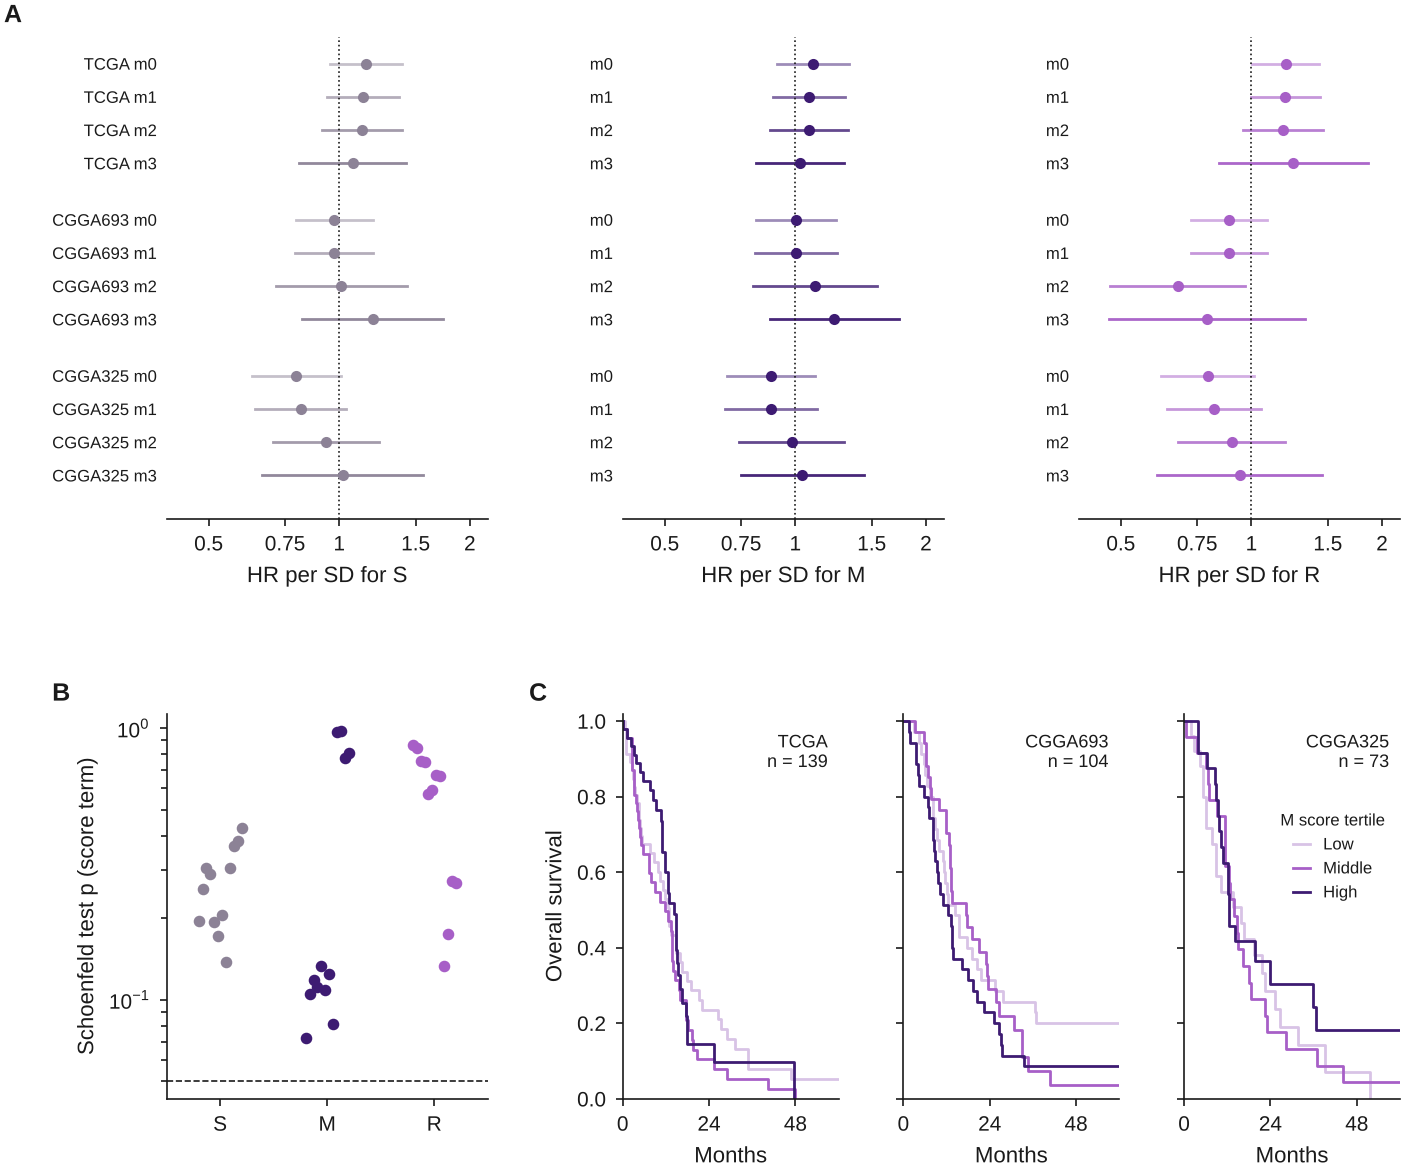 A
TCGA m0
TCGA m1
TCGA m2
TCGA m3
CGGA693 m0
CGGA693 m1
CGGA693 m2
CGGA693 m3
CGGA325 m0
CGGA325 m1
CGGA325 m2
CGGA325 m3
0.5 0.75 1 1.5 2
HR per SD for S
m0
m1
m2
m3
m0
m1
m2
m3
m0
m1
m2
m3
0.5 0.75 1 1.5 2
HR per SD for M
m0
m1
m2
m3
m0
m1
m2
m3
m0
m1
m2
m3
0.5 0.75 1 1.5 2
HR per SD for R
B
Schoenfeld test p (score term)
10⁰
10⁻¹
S M R
C
Overall survival
1.0
0.8
0.6
0.4
0.2
0.0
TCGA
n = 139
0 24 48
Months
CGGA693
n = 104
0 24 48
Months
CGGA325
n = 73
M score tertile
Low
Middle
High
0 24 48
Months